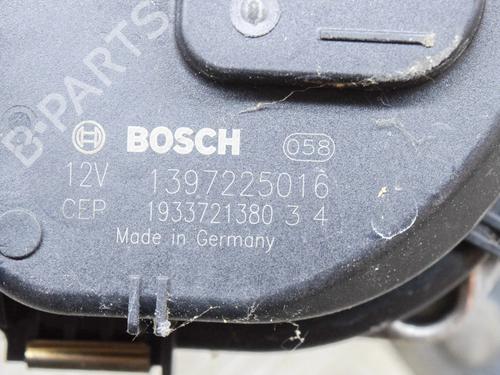 B-PARTS
BOSCH 058
12V 1397225016
CEP 1933721380 3 4
Made in Germany